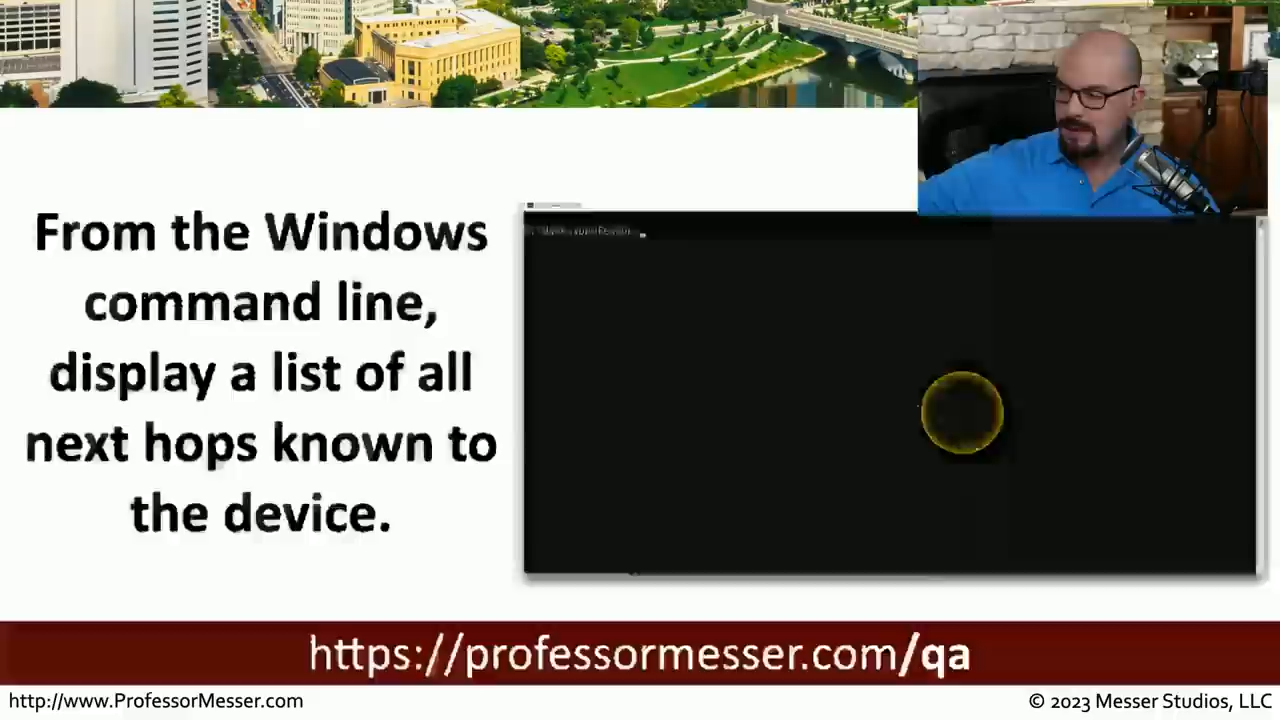 From the Windows
command line,
display a list of all
next hops known to
the device.
https://professormesser.com/qa
http://www.ProfessorMesser.com
© 2023 Messer Studios, LLC